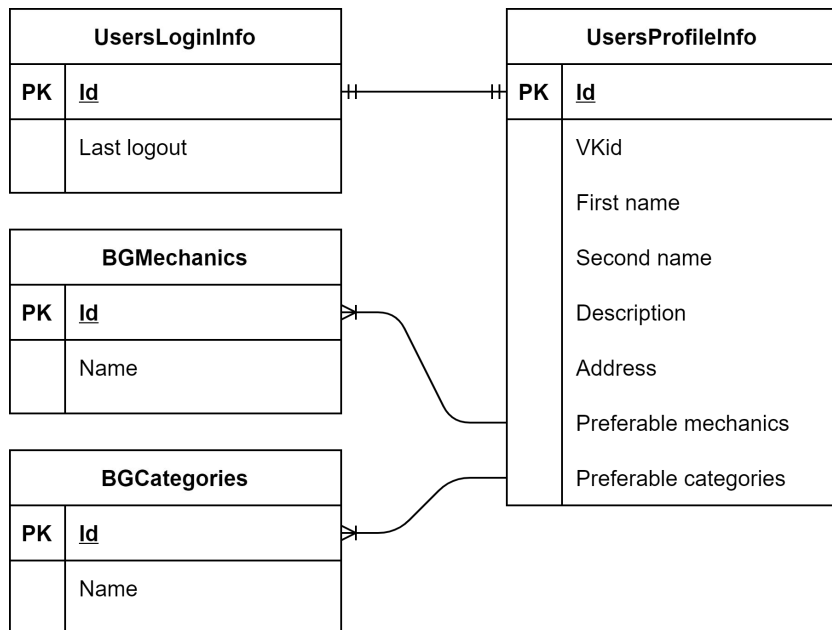 UsersLoginInfo
PK Id
Last logout
BGMechanics
PK Id
Name
BGCategories
PK Id
Name
UsersProfileInfo
PK Id
VKid
First name
Second name
Description
Address
Preferable mechanics
Preferable categories